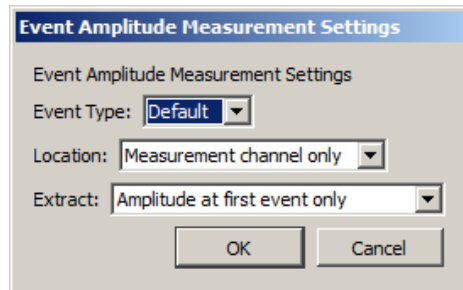 Event Amplitude Measurement Settings
Event Amplitude Measurement Settings
Event Type: Default
Location: Measurement channel only
Extract: Amplitude at first event only
OK Cancel